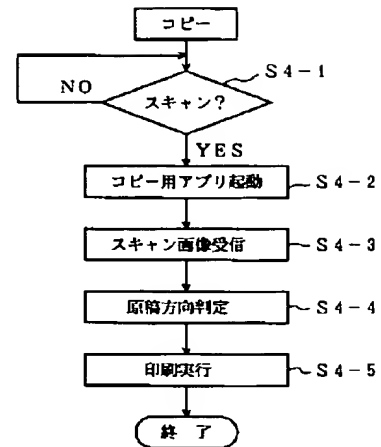 コピー
S4-1
NO
スキャン?
YES
コピー用アプリ起動
S4-2
スキャン画像受信
S4-3
原稿方向判定
S4-4
印刷実行
S4-5
終了